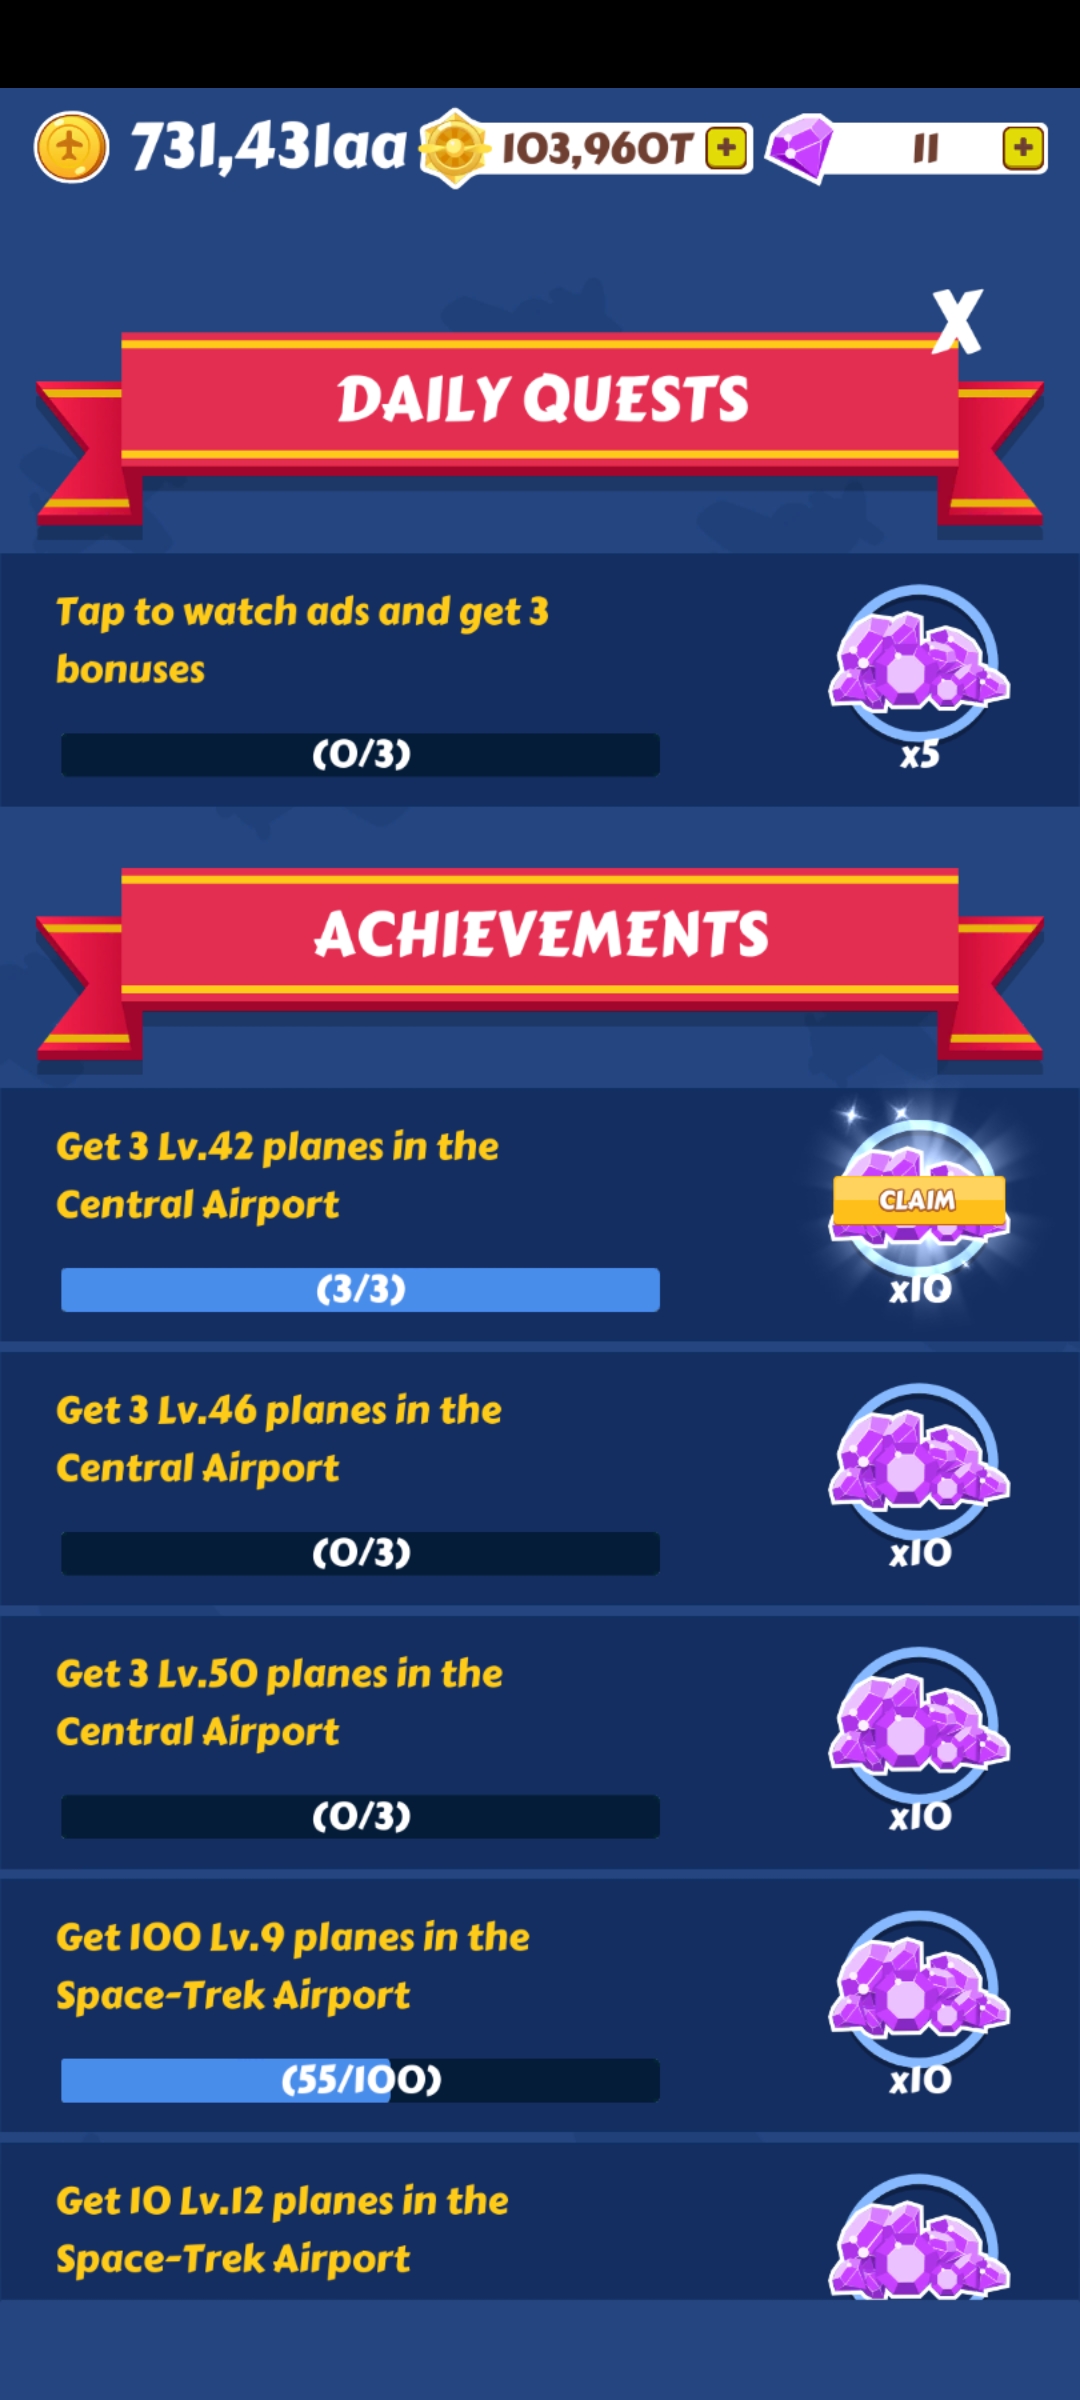 731,431aa 103,960T + 11 +
X
DAILY QUESTS
Tap to watch ads and get 3
bonuses
(0/3)
x5
ACHIEVEMENTS
Get 3 Lv.42 planes in the
Central Airport
CLAIM
(3/3)
x10
Get 3 Lv.46 planes in the
Central Airport
(0/3)
x10
Get 3 Lv.50 planes in the
Central Airport
(0/3)
x10
Get 100 Lv.9 planes in the
Space-Trek Airport
(55/100)
x10
Get 10 Lv.12 planes in the
Space-Trek Airport